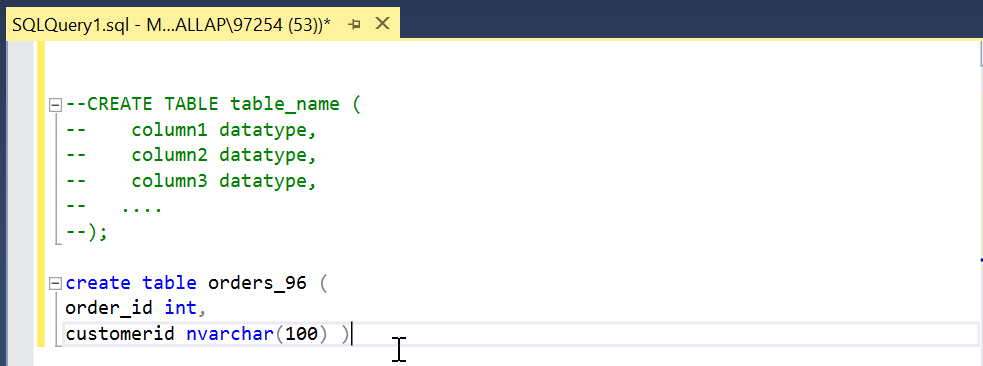 SQLQuery1.sql - M...ALLAP\97254 (53))*
--CREATE TABLE table_name (
--    column1 datatype,
--    column2 datatype,
--    column3 datatype,
--   ....
--);
create table orders_96 (
order_id int,
customerid nvarchar(100) )